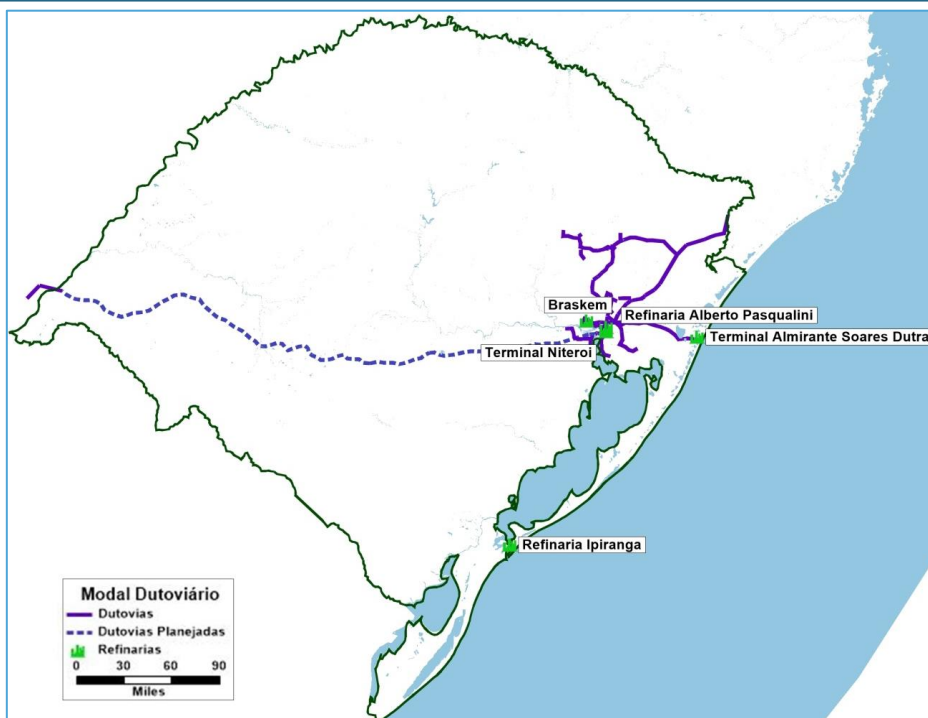 Braskem
Refinaria Alberto Pasqualini
Terminal Almirante Soares Dutra
Terminal Niteroi
Refinaria Ipiranga
Modal Dutoviário
Dutovias
Dutovias Planejadas
Refinarias
0 30 60 90
Miles